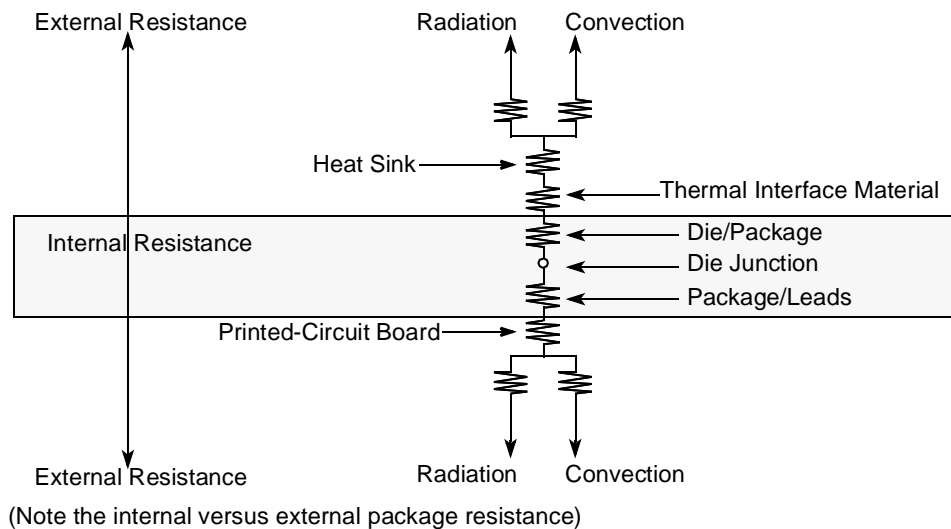 External Resistance
Radiation
Convection
Heat Sink
Thermal Interface Material
Internal Resistance
Die/Package
Die Junction
Package/Leads
Printed-Circuit Board
External Resistance
Radiation
Convection
(Note the internal versus external package resistance)